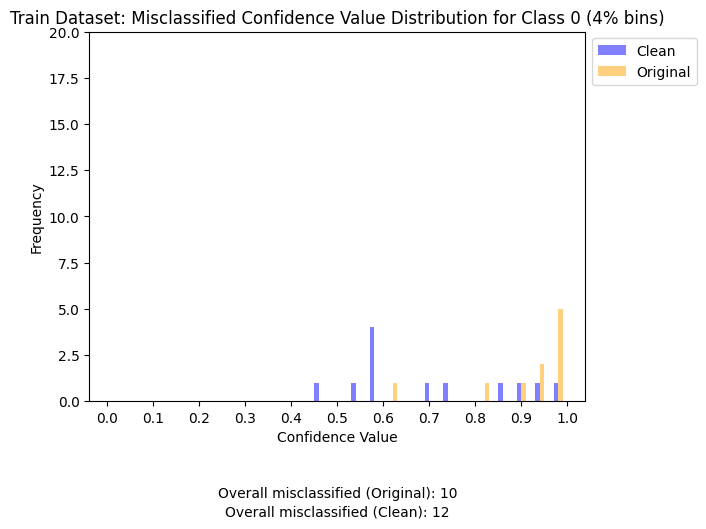 Train Dataset: Misclassified Confidence Value Distribution for Class 0 (4% bins)
Clean
Original
20.0
17.5
15.0
12.5
10.0
7.5
5.0
2.5
0.0
Frequency
0.0 0.1 0.2 0.3 0.4 0.5 0.6 0.7 0.8 0.9 1.0
Confidence Value
Overall misclassified (Original): 10
Overall misclassified (Clean): 12